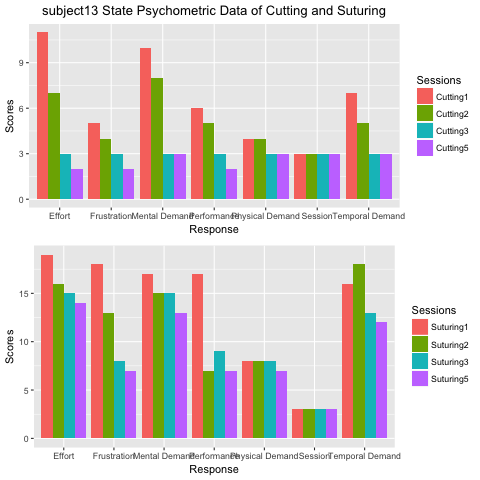 subject13 State Psychometric Data of Cutting and Suturing
Scores
9
6
3
0
Effort Frustration Mental Demand Performance Physical Demand Session Temporal Demand
Response
Sessions
Cutting1
Cutting2
Cutting3
Cutting5
Scores
15
10
5
0
Effort Frustration Mental Demand Performance Physical Demand Session Temporal Demand
Response
Sessions
Suturing1
Suturing2
Suturing3
Suturing5